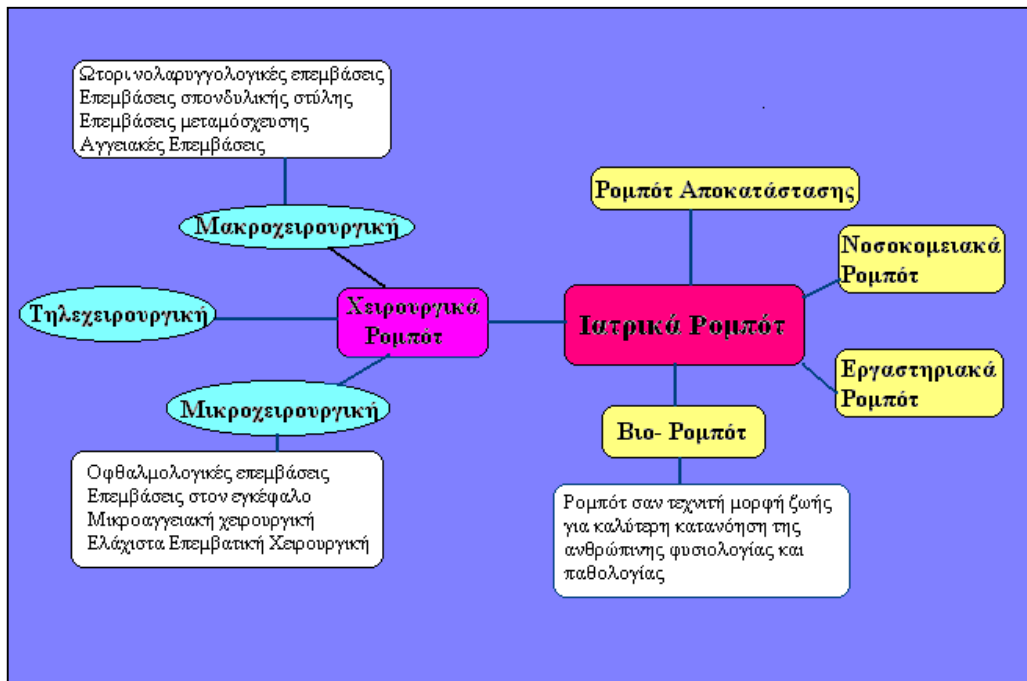 Ωτορι νολαρυγγολογικές επεμβάσεις
Επεμβάσεις σπονδυλικής στύλης
Επεμβάσεις μεταμόσχευσης
Αγγειακές Επεμβάσεις
Μακροχειρουργική
Τηλεχειρουργική
Χειρουργικά
Ρομπότ
Μικροχειρουργική
Οφθαλμολογικές επεμβάσεις
Επεμβάσεις στον εγκέφαλο
Μικροαγγειακή χειρουργική
Ελάχιστα Επεμβατική Χειρουργική
Ρομπότ Αποκατάστασης
Νοσοκομειακά
Ρομπότ
Ιατρικά Ρομπότ
Εργαστηριακά
Ρομπότ
Βιο- Ρομπότ
Ρομπότ σαν τεχνιτή μορφή ζωής
για καλύτερη κατανόηση της
ανθρώπινης φυσιολογίας και
παθολογίας